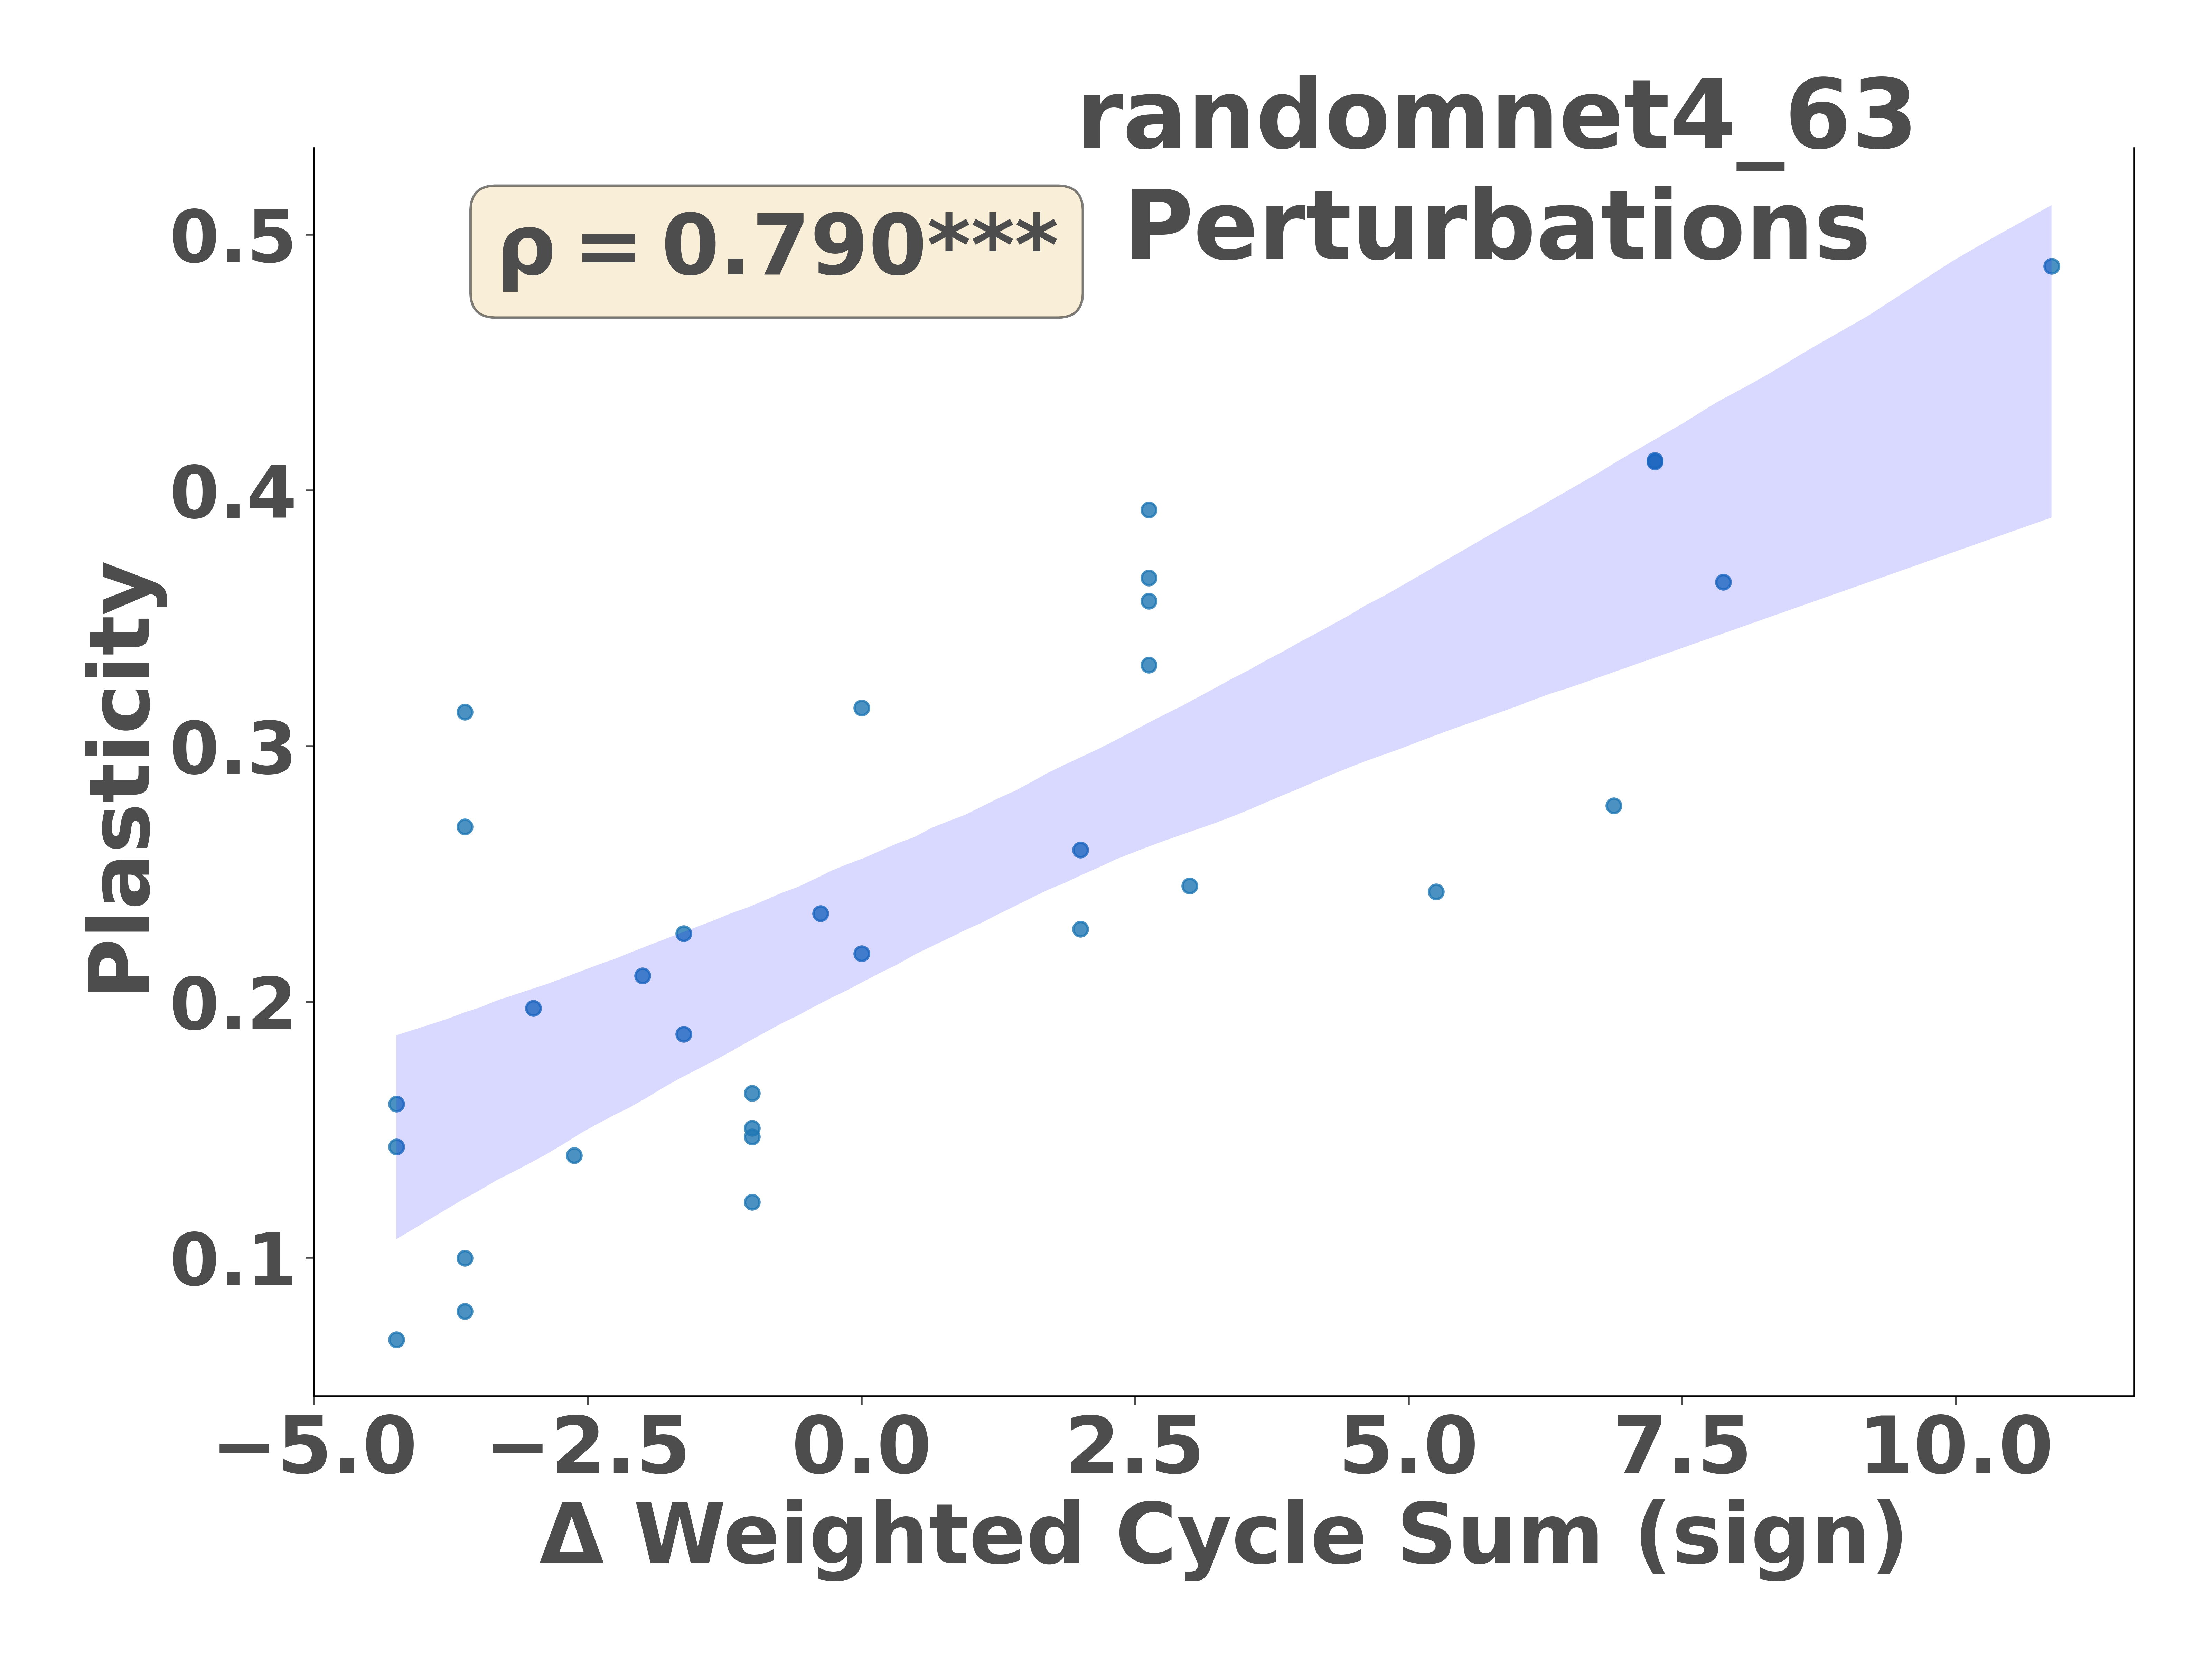 randomnet4_63
Perturbations
ρ = 0.790***
Plasticity
0.5
0.4
0.3
0.2
0.1
−5.0 −2.5 0.0 2.5 5.0 7.5 10.0
Δ Weighted Cycle Sum (sign)